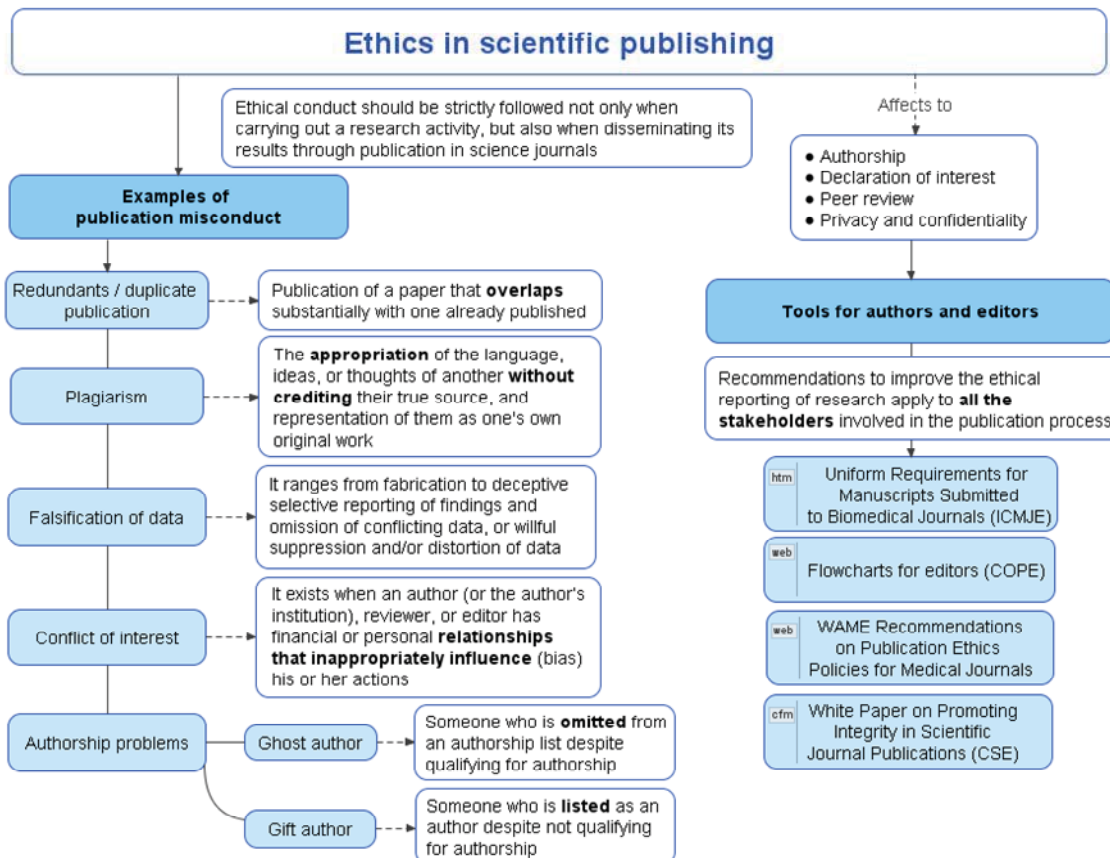 Ethics in scientific publishing
Ethical conduct should be strictly followed not only when
carrying out a research activity, but also when disseminating its
results through publication in science journals
Affects to
● Authorship
● Declaration of interest
● Peer review
● Privacy and confidentiality
Examples of
publication misconduct
Redundants / duplicate
publication
Publication of a paper that overlaps
substantially with one already published
Plagiarism
The appropriation of the language,
ideas, or thoughts of another without
crediting their true source, and
representation of them as one's own
original work
Falsification of data
It ranges from fabrication to deceptive
selective reporting of findings and
omission of conflicting data, or willful
suppression and/or distortion of data
Conflict of interest
It exists when an author (or the author's
institution), reviewer, or editor has
financial or personal relationships
that inappropriately influence (bias)
his or her actions
Authorship problems
Ghost author
Someone who is omitted from
an authorship list despite
qualifying for authorship
Gift author
Someone who is listed as an
author despite not qualifying
for authorship
Tools for authors and editors
Recommendations to improve the ethical
reporting of research apply to all the
stakeholders involved in the publication process
htm
Uniform Requirements for
Manuscripts Submitted
to Biomedical Journals (ICMJE)
web
Flowcharts for editors (COPE)
web
WAME Recommendations
on Publication Ethics
Policies for Medical Journals
cfm
White Paper on Promoting
Integrity in Scientific
Journal Publications (CSE)